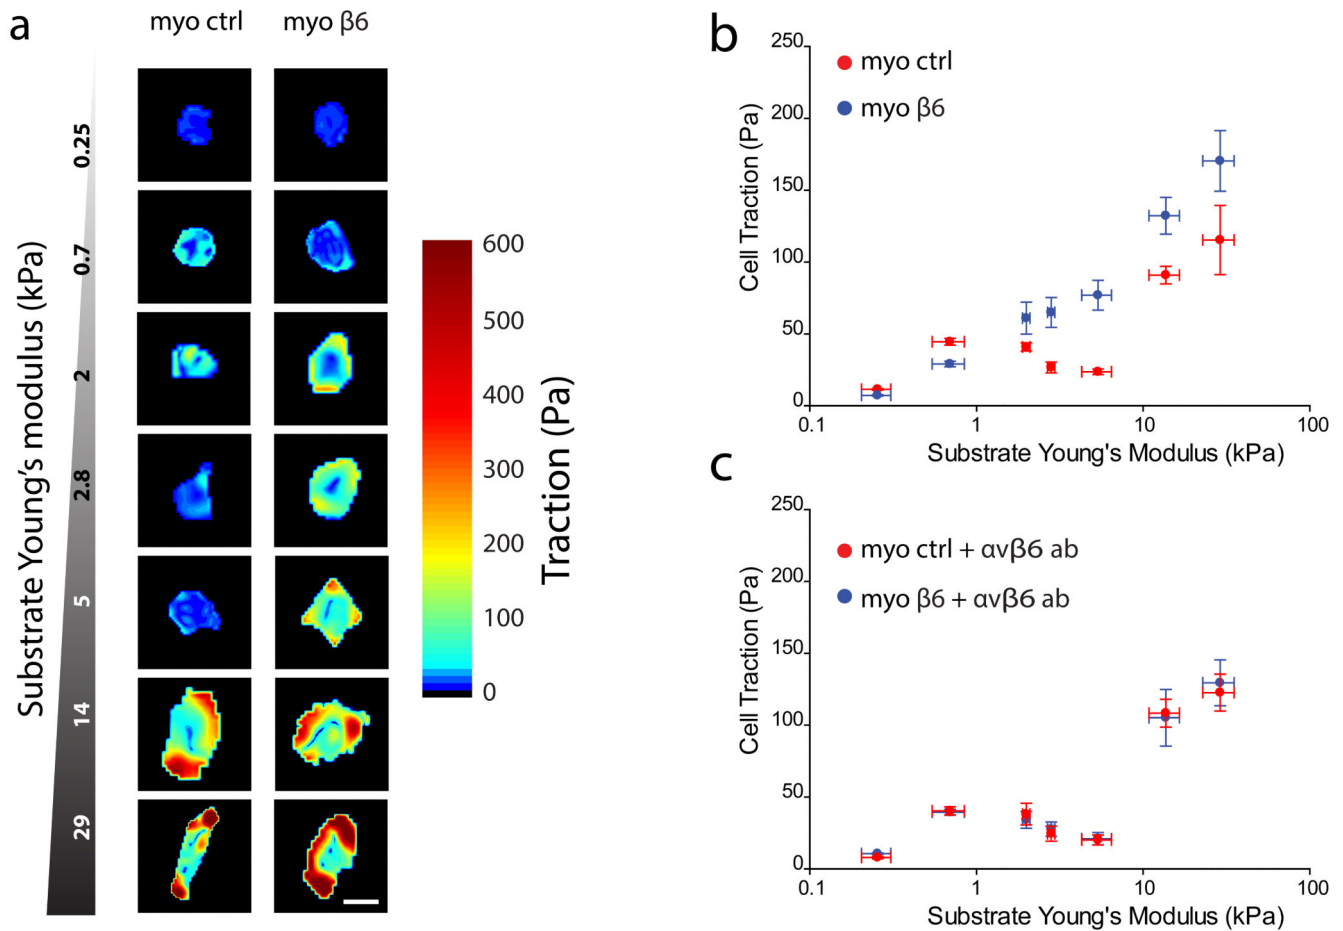 a
myo ctrl
myo β6
Substrate Young's modulus (kPa)
0.25
0.7
2
2.8
5
14
29
600
500
400
300
200
100
0
Traction (Pa)
b
250
200
150
100
50
0
Cell Traction (Pa)
myo ctrl
myo β6
0.1
1
10
100
Substrate Young's Modulus (kPa)
c
250
200
150
100
50
0
Cell Traction (Pa)
myo ctrl + αvβ6 ab
myo β6 + αvβ6 ab
0.1
1
10
100
Substrate Young's Modulus (kPa)